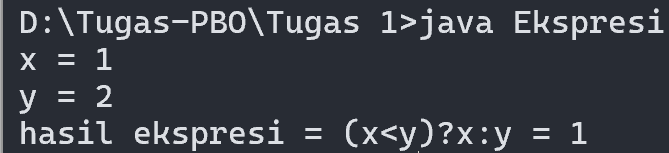 D:\Tugas-PBO\Tugas 1>java Ekspresi
x = 1
y = 2
hasil ekspresi = (x<y)?x:y = 1